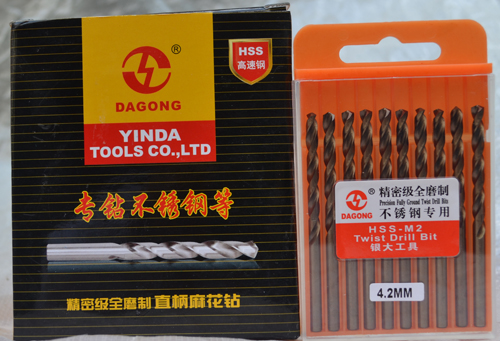 ®
DAGONG
YINDA
TOOLS CO.,LTD
HSS
高速钢
专钻不锈钢等
精密级全磨制 直柄麻花钻
®
DAGONG
精密级全磨制
Precision Fully Ground Twist Drill Bits
不锈钢专用
HSS-M2
Twist Drill Bit
银大工具
4.2MM